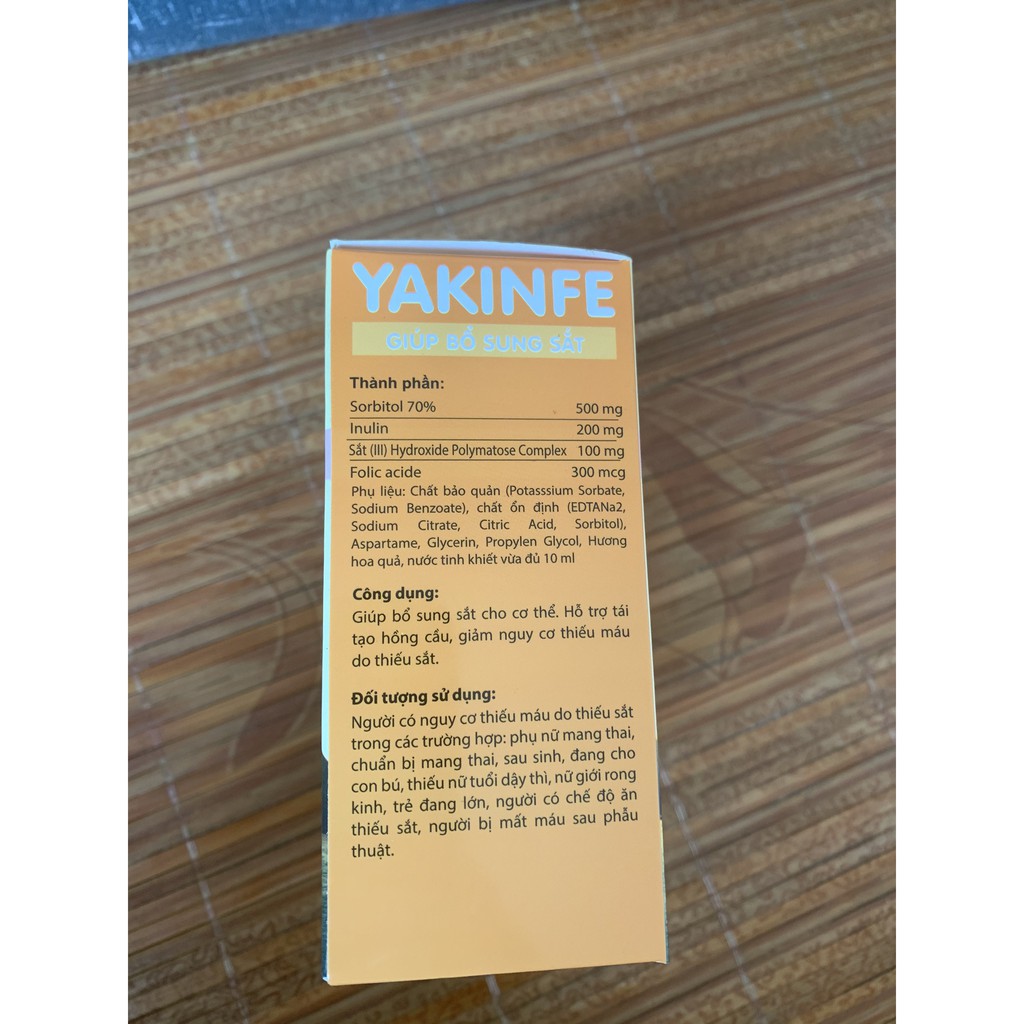 YAKINFE
GIÚP BỔ SUNG SẮT
Thành phần:
Sorbitol 70% 500 mg
Inulin 200 mg
Sắt (III) Hydroxide Polymatose Complex 100 mg
Folic acide 300 mcg
Phụ liệu: Chất bảo quản (Potasssium Sorbate,
Sodium Benzoate), chất ổn định (EDTANa2,
Sodium Citrate, Citric Acid, Sorbitol),
Aspartame, Glycerin, Propylen Glycol, Hương
hoa quả, nước tinh khiết vừa đủ 10 ml
Công dụng:
Giúp bổ sung sắt cho cơ thể. Hỗ trợ tái
tạo hồng cầu, giảm nguy cơ thiếu máu
do thiếu sắt.
Đối tượng sử dụng:
Người có nguy cơ thiếu máu do thiếu sắt
trong các trường hợp: phụ nữ mang thai,
chuẩn bị mang thai, sau sinh, đang cho
con bú, thiếu nữ tuổi dậy thì, nữ giới rong
kinh, trẻ đang lớn, người có chế độ ăn
thiếu sắt, người bị mất máu sau phẫu
thuật.